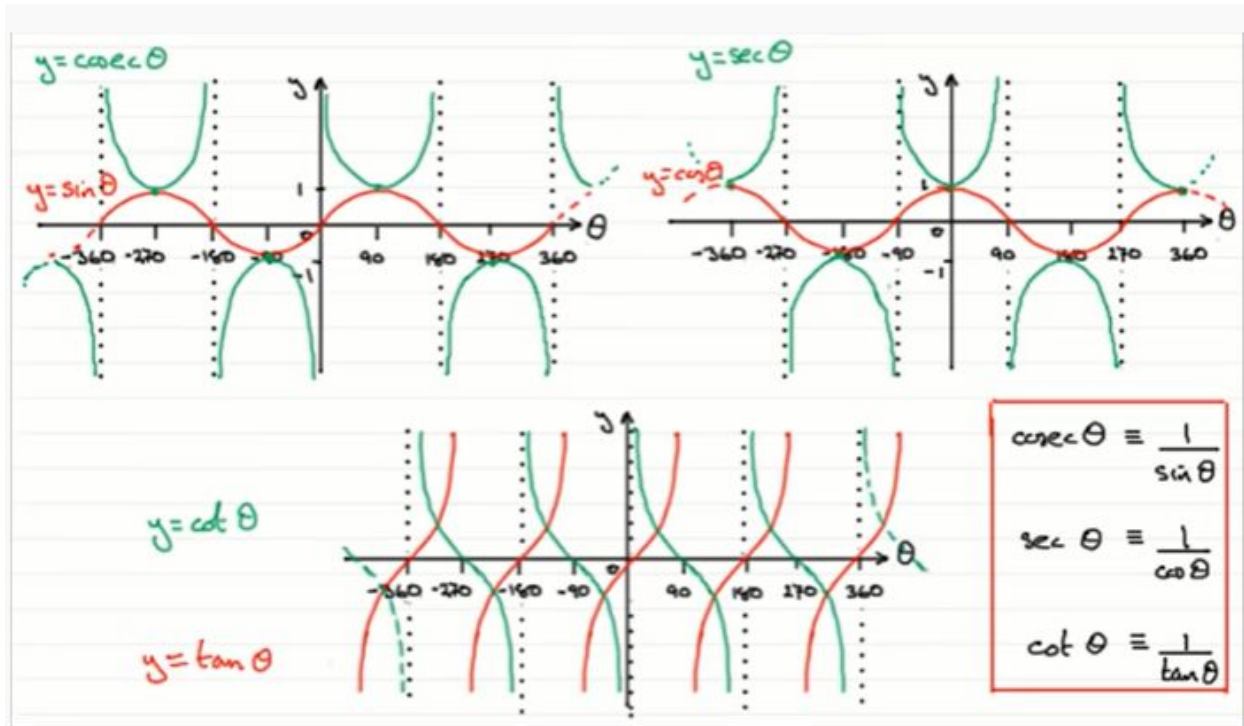 y = cosec θ
y
y = sin θ
1
0
θ
-360 -270 -180 -90 90 180 270 360
-1
y = sec θ
y
y = cos θ
1
0
θ
-360 -270 -180 -90 90 180 270 360
-1
y
y = cot θ
0
θ
-360 -270 -180 -90 90 180 270 360
y = tan θ
cosec θ ≡ 1/sin θ
sec θ ≡ 1/cos θ
cot θ ≡ 1/tan θ